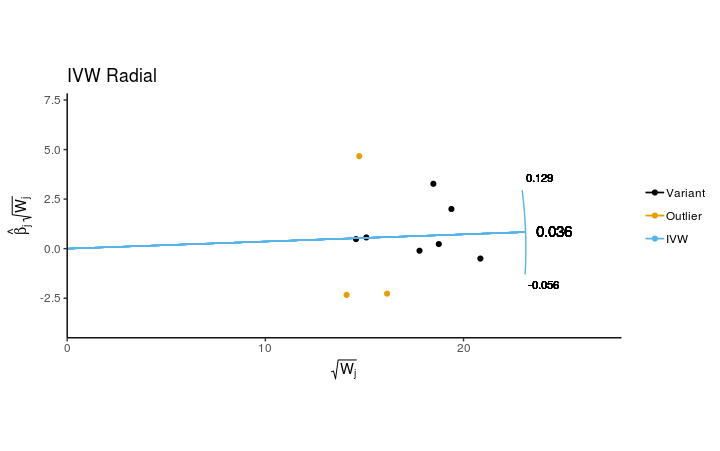 IVW Radial
7.5
5.0
2.5
0.0
-2.5
β̂j√Wj
0
10
20
√Wj
0.129
0.036
-0.056
Variant
Outlier
IVW